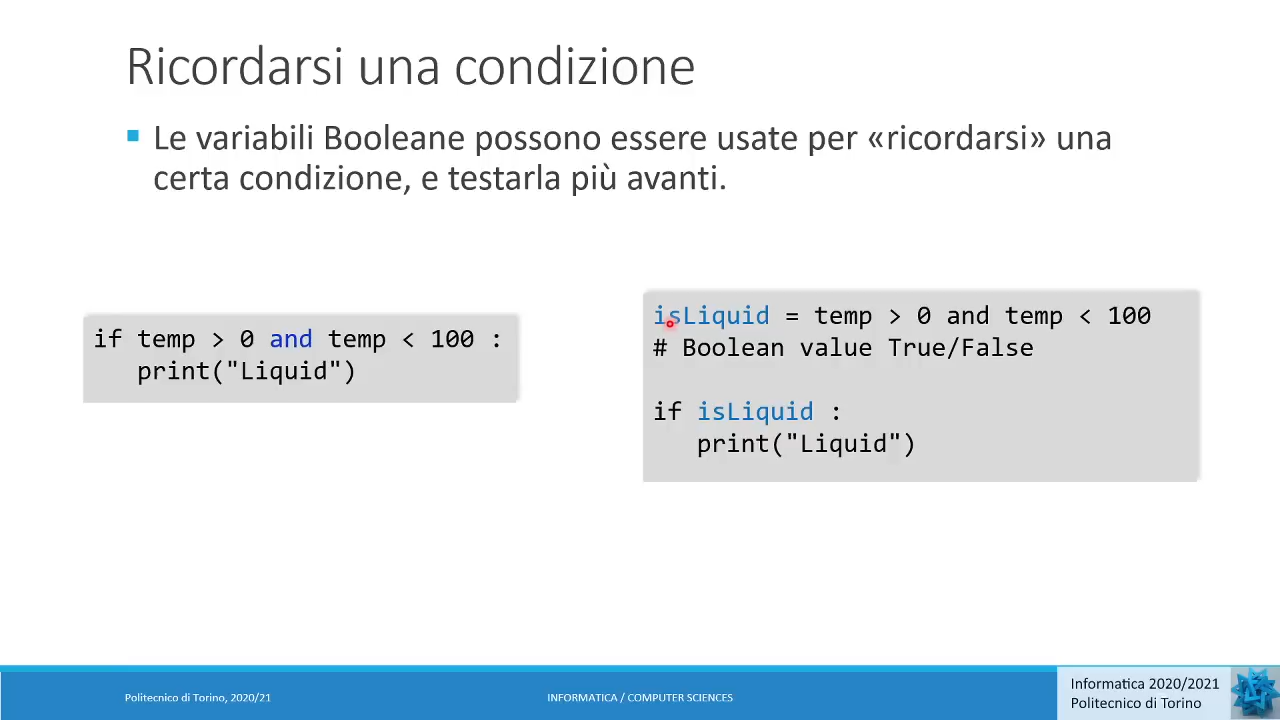 Ricordarsi una condizione
Le variabili Booleane possono essere usate per «ricordarsi» una
certa condizione, e testarla più avanti.
if temp > 0 and temp < 100 :
print("Liquid")
isLiquid = temp > 0 and temp < 100
# Boolean value True/False
if isLiquid :
print("Liquid")
Politecnico di Torino, 2020/21
INFORMATICA / COMPUTER SCIENCES
Informatica 2020/2021
Politecnico di Torino